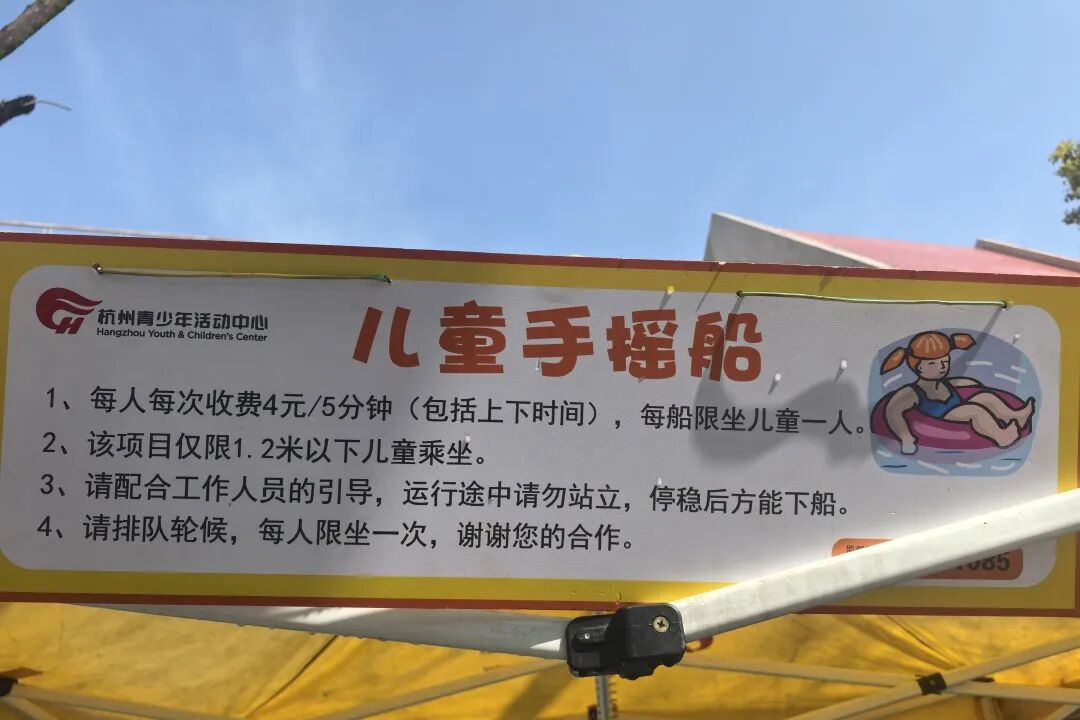 杭州青少年活动中心
Hangzhou Youth & Children's Center
儿童手摇船
1、每人每次收费4元/5分钟（包括上下时间），每船限坐儿童一人。
2、该项目仅限1.2米以下儿童乘坐。
3、请配合工作人员的引导，运行途中请勿站立，停稳后方能下船。
4、请排队轮候，每人限坐一次，谢谢您的合作。
085